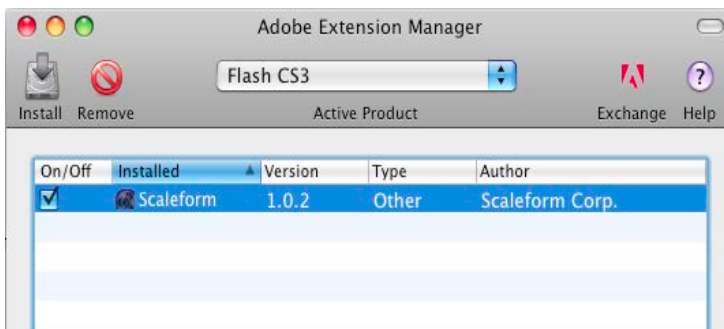 Adobe Extension Manager
Flash CS3
Install Remove Active Product Exchange Help
On/Off Installed Version Type Author
Scaleform 1.0.2 Other Scaleform Corp.